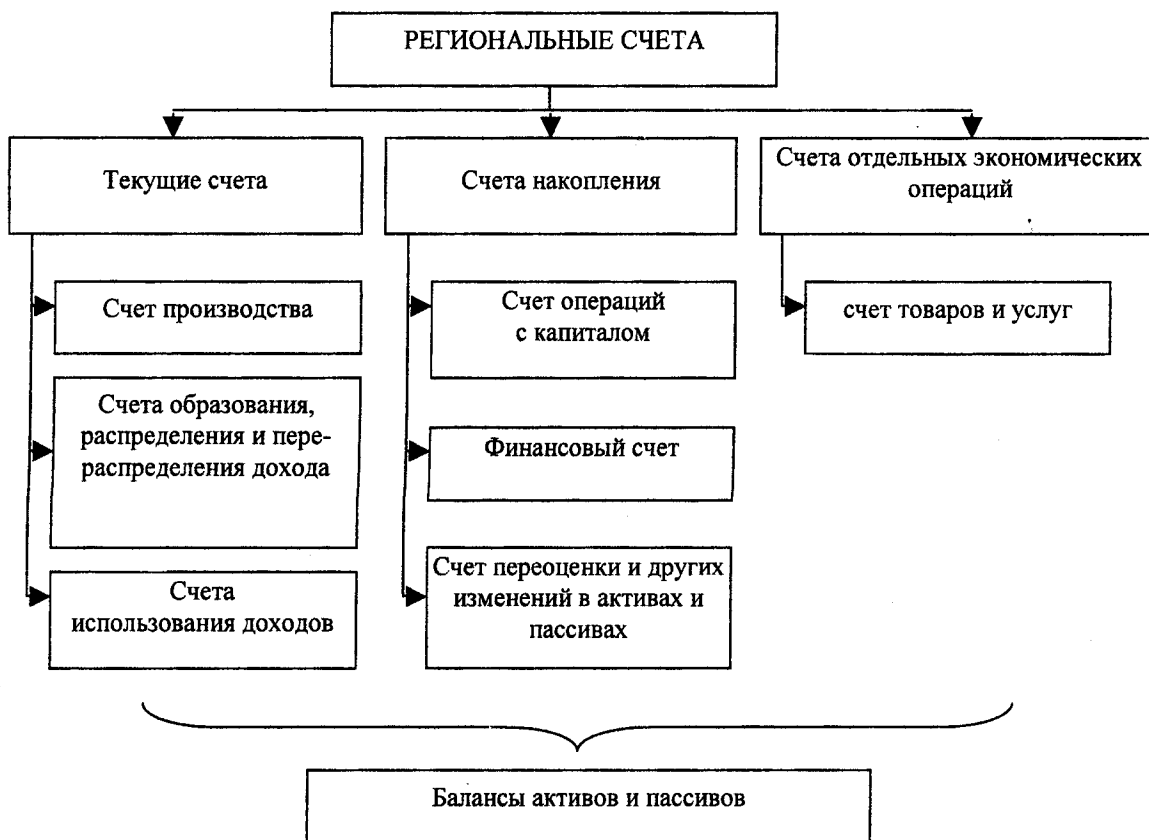 РЕГИОНАЛЬНЫЕ СЧЕТА
Текущие счета
Счета накопления
Счета отдельных экономических
операций
Счет производства
Счета образования,
распределения и пере-
распределения дохода
Счета
использования доходов
Счет операций
с капиталом
Финансовый счет
Счет переоценки и других
изменений в активах и
пассивах
счет товаров и услуг
Балансы активов и пассивов